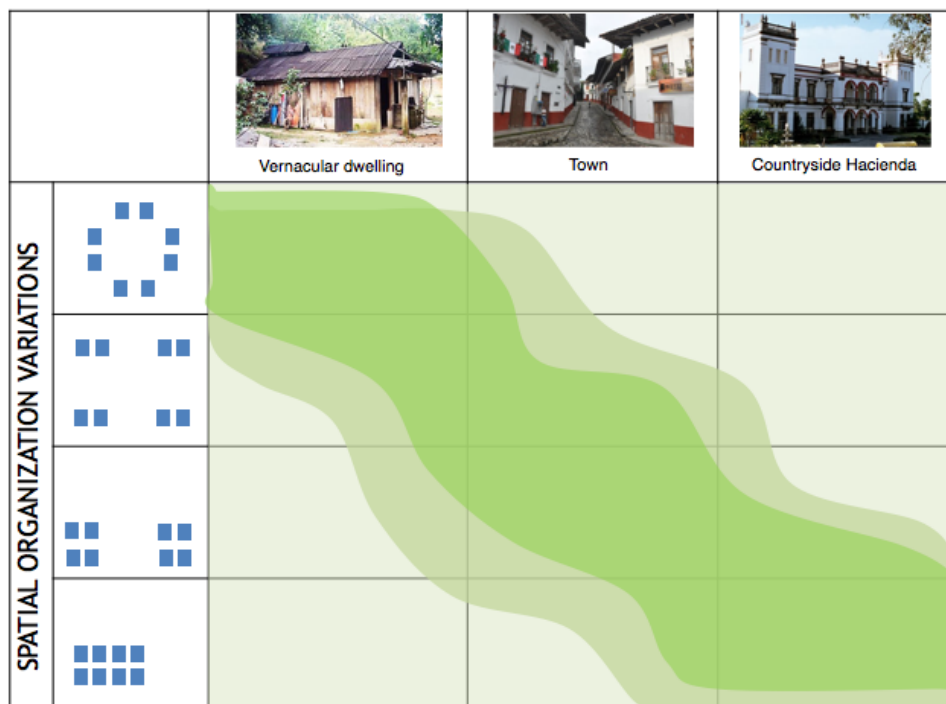 Vernacular dwelling
Town
Countryside Hacienda
SPATIAL ORGANIZATION VARIATIONS